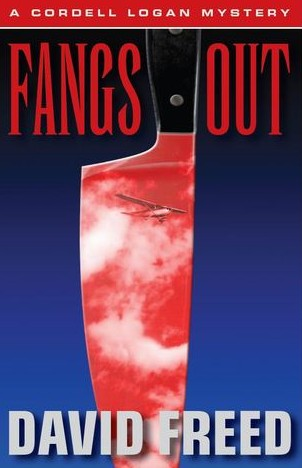 A CORDELL LOGAN MYSTERY
FANGS OUT
DAVID FREED